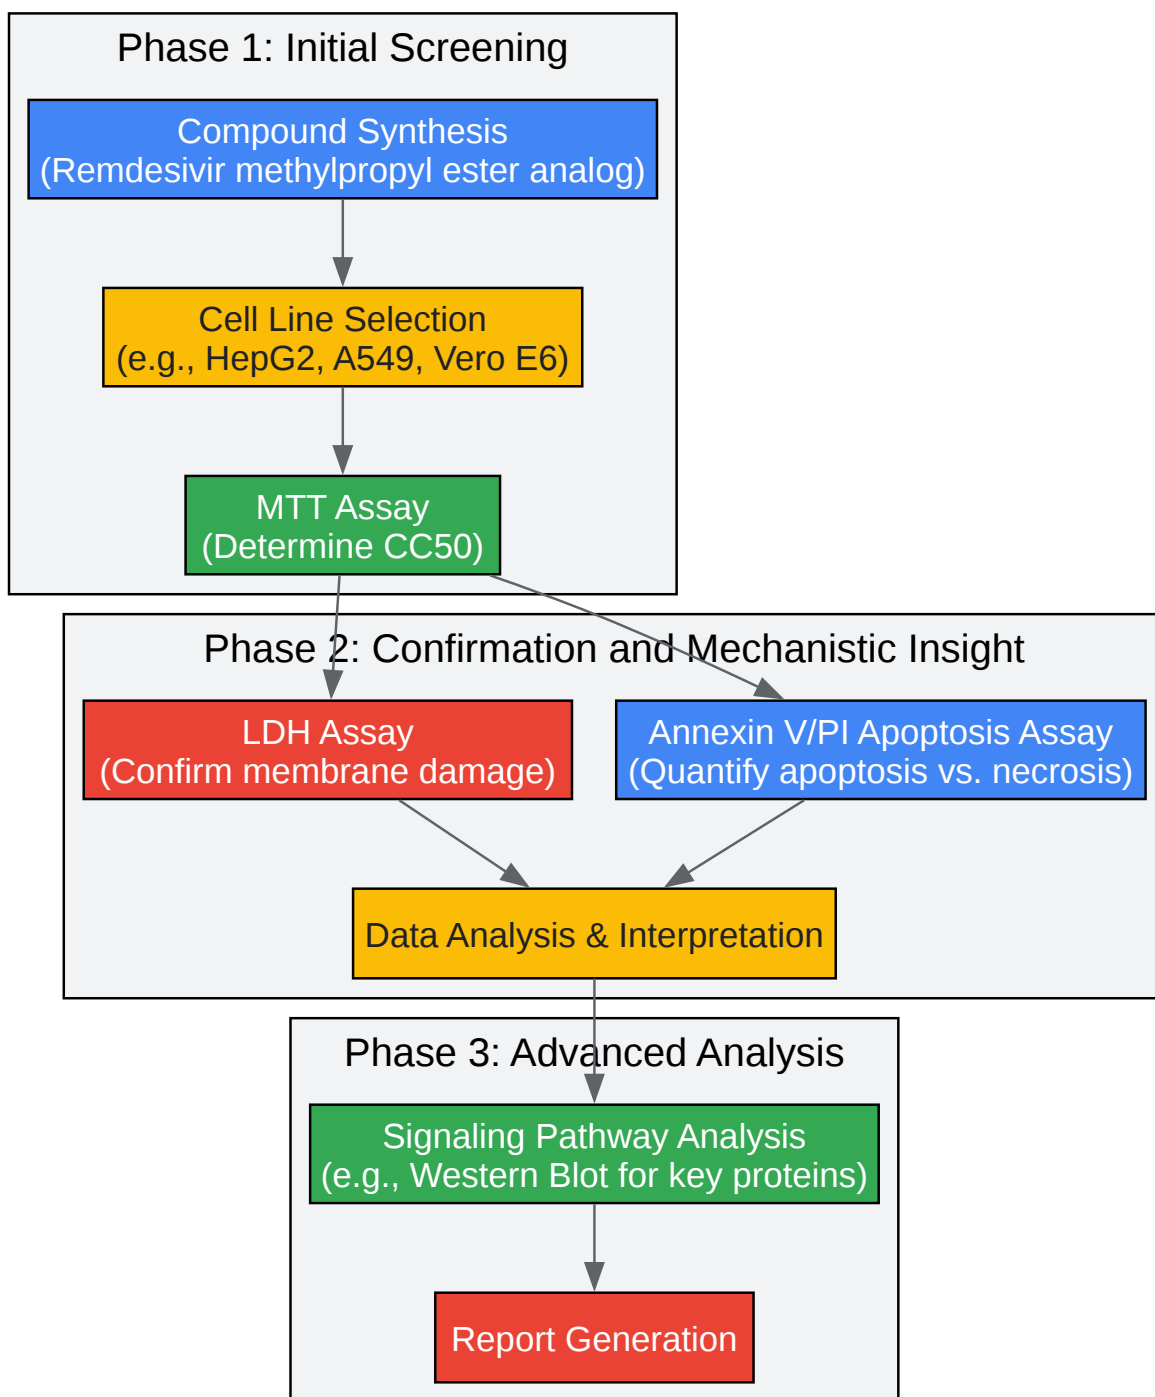 Phase 1: Initial Screening
Compound Synthesis
(Remdesivir methylpropyl ester analog)
Cell Line Selection
(e.g., HepG2, A549, Vero E6)
MTT Assay
(Determine CC50)
Phase 2: Confirmation and Mechanistic Insight
LDH Assay
(Confirm membrane damage)
Annexin V/PI Apoptosis Assay
(Quantify apoptosis vs. necrosis)
Data Analysis & Interpretation
Phase 3: Advanced Analysis
Signaling Pathway Analysis
(e.g., Western Blot for key proteins)
Report Generation